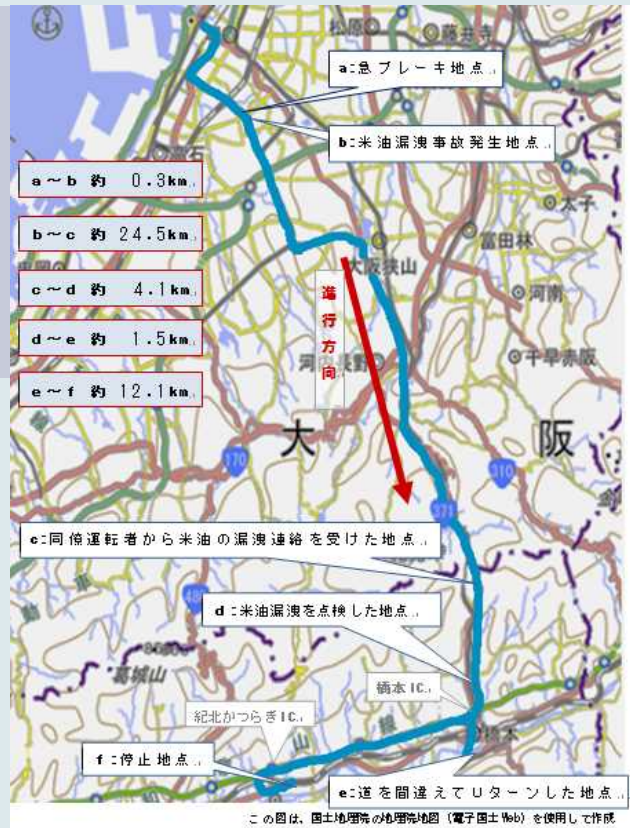 松原
藤井寺
a:急ブレーキ地点
b:米油漏洩事故発生地点
a～b 約 0.3km
b～c 約 24.5km
c～d 約 4.1km
d～e 約 1.5km
e～f 約 12.1km
太子
富田林
大阪狭山
河南
進行方向
河内長野
千早赤阪
大
阪
170
310
371
c:同僚運転者から米油の漏洩連絡を受けた地点
480
d:米油漏洩を点検した地点
葛城山
橋本IC
紀北かつらぎIC
f:停止地点
橋本
e:道を間違えてUターンした地点
この図は、国土地理院の地理院地図（電子国土Web）を使用して作成